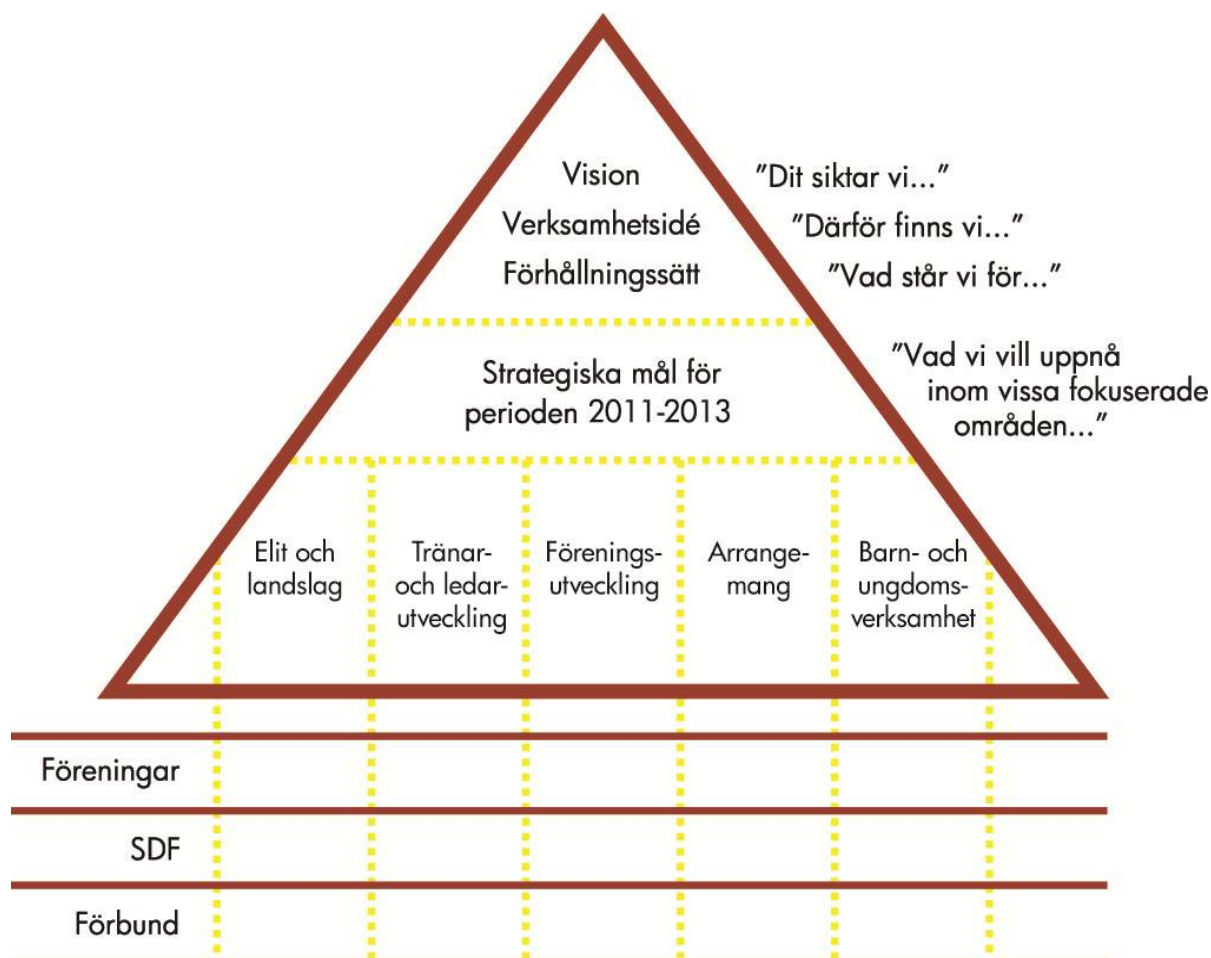 Vision
"Dit siktar vi..."
Verksamhetsidé
"Därför finns vi..."
Förhållningssätt
"Vad står vi för..."
Strategiska mål för
perioden 2011-2013
"Vad vi vill uppnå
inom vissa fokuserade
områden..."
Elit och
landslag
Tränar-
och ledar-
utveckling
Förenings-
utveckling
Arrange-
mang
Barn- och
ungdoms-
verksamhet
Föreningar
SDF
Förbund